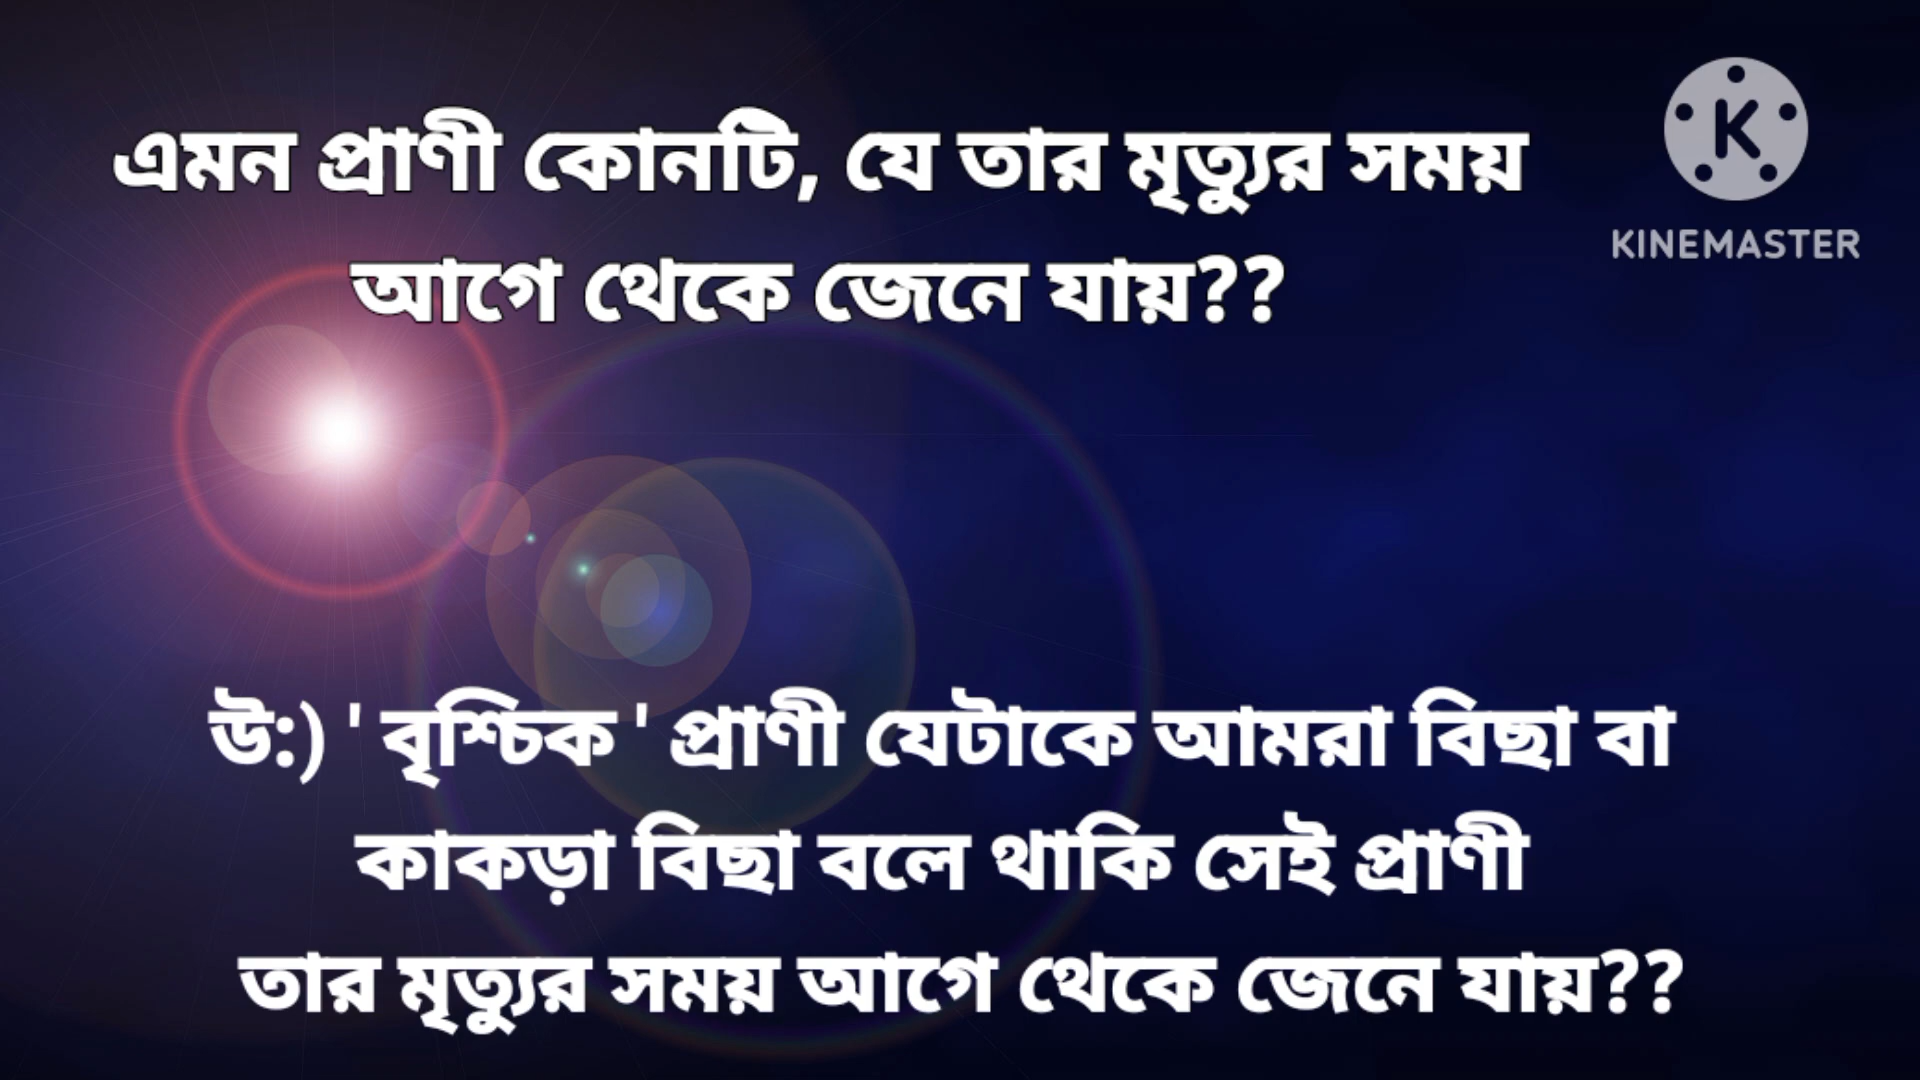 এমন প্রাণী কোনটি, যে তার মৃত্যুর সময়
আগে থেকে জেনে যায়??
KINEMASTER
উ:) ' বৃশ্চিক ' প্রাণী যেটাকে আমরা বিছা বা
কাকড়া বিছা বলে থাকি সেই প্রাণী
তার মৃত্যুর সময় আগে থেকে জেনে যায়??